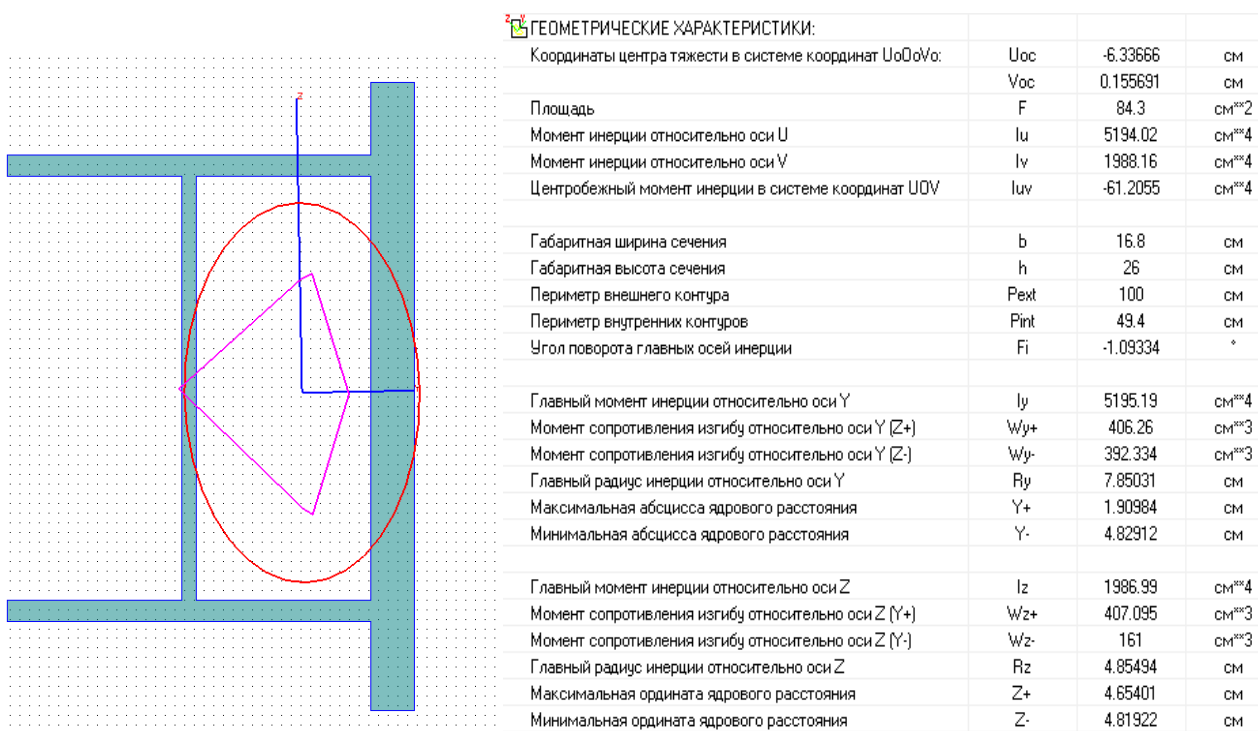 z Y
ГЕОМЕТРИЧЕСКИЕ ХАРАКТЕРИСТИКИ:
Координаты центра тяжести в системе координат UoOoVo: Uoc -6.33666 см
Voc 0.155691 см
Площадь F 84.3 см**2
Момент инерции относительно оси U Iu 5194.02 см**4
Момент инерции относительно оси V Iv 1988.16 см**4
Центробежный момент инерции в системе координат UOV Iuv -61.2055 см**4
Габаритная ширина сечения b 16.8 см
Габаритная высота сечения h 26 см
Периметр внешнего контура Pext 100 см
Периметр внутренних контуров Pint 49.4 см
Угол поворота главных осей инерции Fi -1.09334 °
Главный момент инерции относительно оси Y Iy 5195.19 см**4
Момент сопротивления изгибу относительно оси Y (Z+) Wy+ 406.26 см**3
Момент сопротивления изгибу относительно оси Y (Z-) Wy- 392.334 см**3
Главный радиус инерции относительно оси Y Ry 7.85031 см
Максимальная абсцисса ядрового расстояния Y+ 1.90984 см
Минимальная абсцисса ядрового расстояния Y- 4.82912 см
Главный момент инерции относительно оси Z Iz 1986.99 см**4
Момент сопротивления изгибу относительно оси Z (Y+) Wz+ 407.095 см**3
Момент сопротивления изгибу относительно оси Z (Y-) Wz- 161 см**3
Главный радиус инерции относительно оси Z Rz 4.85494 см
Максимальная ордината ядрового расстояния Z+ 4.65401 см
Минимальная ордината ядрового расстояния Z- 4.81922 см
z